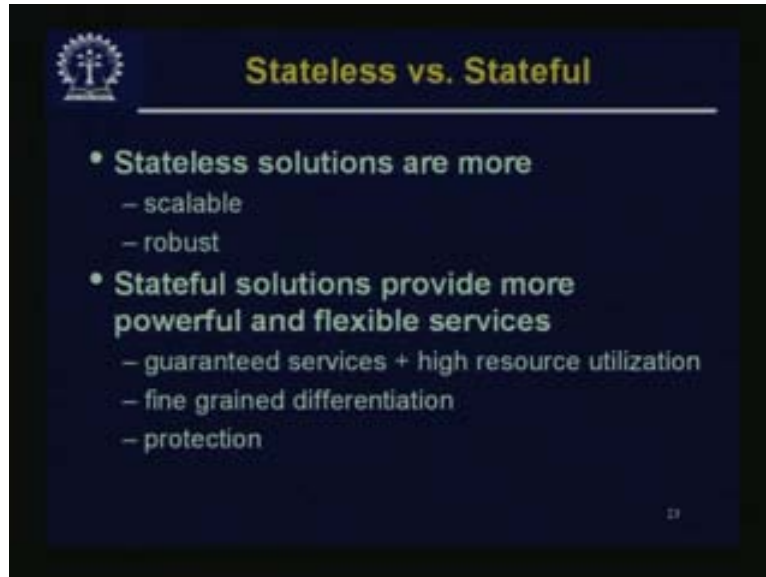 Stateless vs. Stateful
• Stateless solutions are more
– scalable
– robust
• Stateful solutions provide more
powerful and flexible services
– guaranteed services + high resource utilization
– fine grained differentiation
– protection